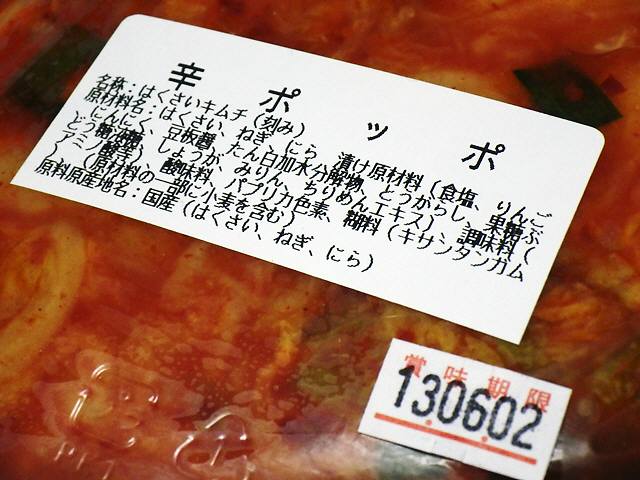 辛ポッポ
名称：はくさいキムチ（刻み）
原材料名：はくさい、ねぎ、にら、漬け原材料（食塩、りんご、
にんにく、豆板醤、たん白加水分解物、とうがらし、果糖ぶ
どう糖液糖、しょうが、みりん、ちりめんエキス）、調味料（
アミノ酸等）、酸味料、パプリカ色素、糊料（キサンタンガム
）、（原材料の一部に小麦を含む）
原料原産地名：国産（はくさい、ねぎ、にら）
賞味期限
130602